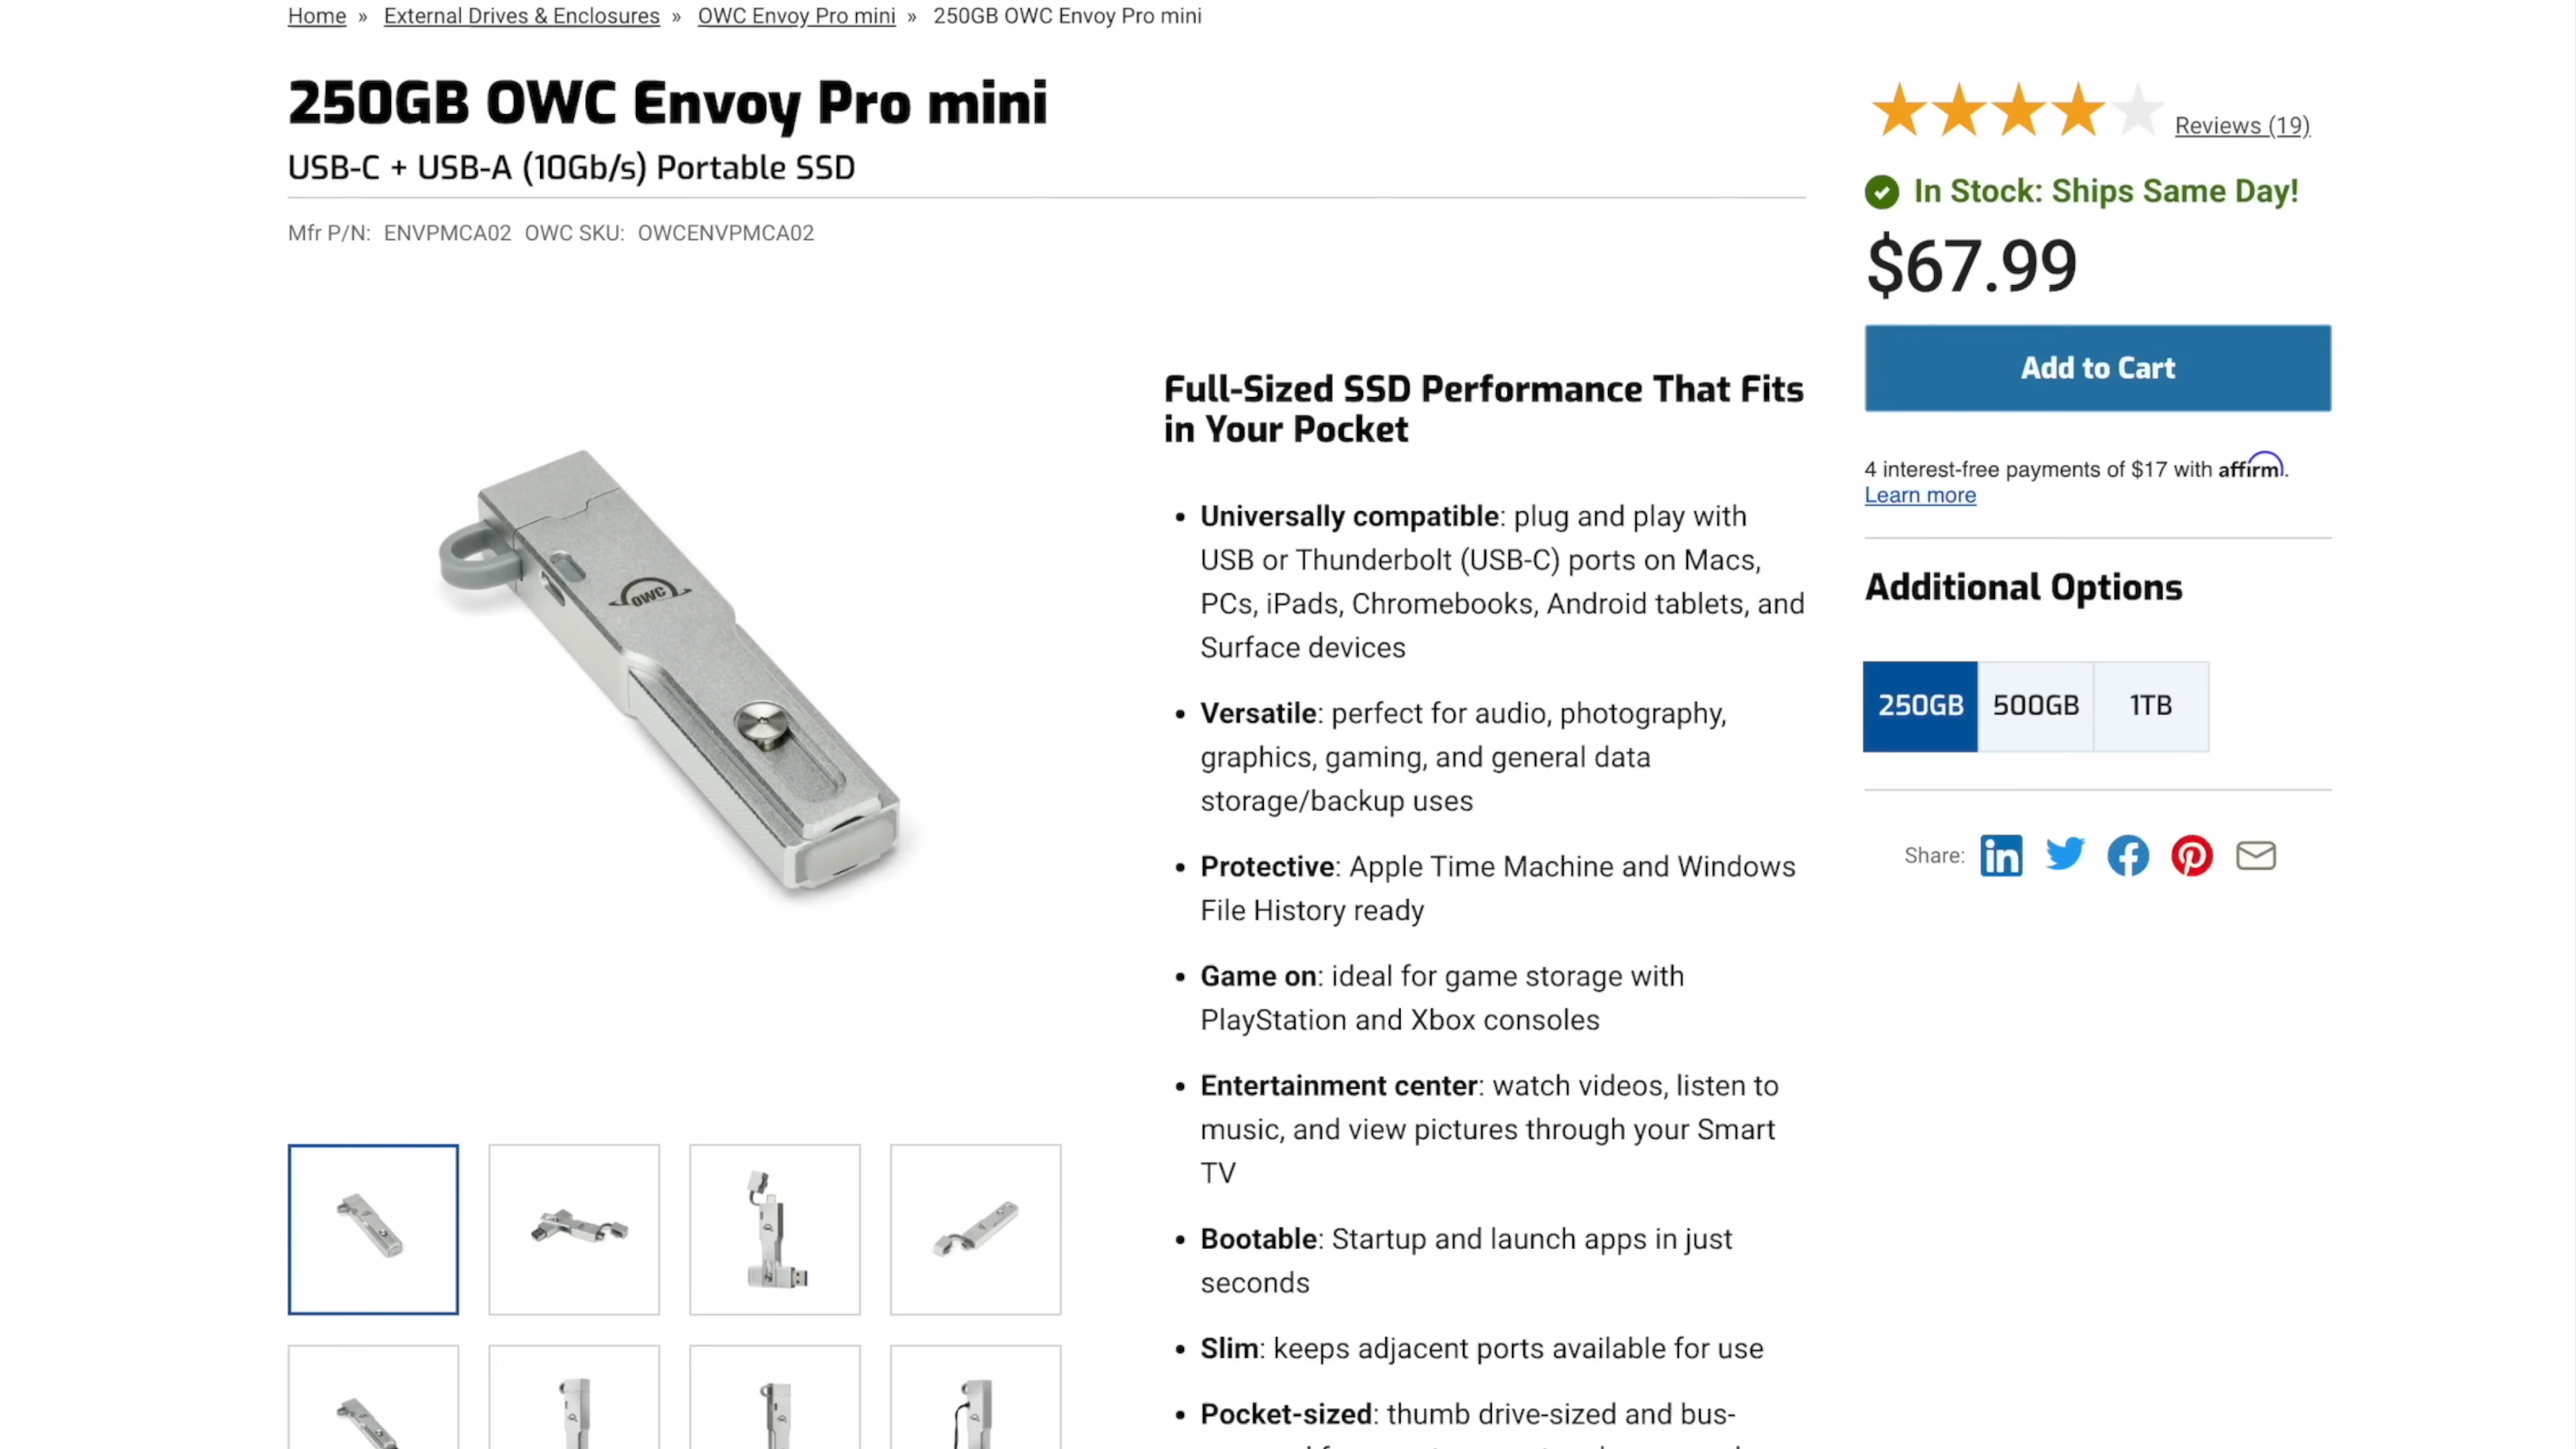 Home » External Drives & Enclosures » OWC Envoy Pro mini » 250GB OWC Envoy Pro mini
250GB OWC Envoy Pro mini
USB-C + USB-A (10Gb/s) Portable SSD
Mfr P/N: ENVPMCA02 OWC SKU: OWCENVPMCA02
OWC
Full-Sized SSD Performance That Fits
in Your Pocket
• Universally compatible: plug and play with
USB or Thunderbolt (USB-C) ports on Macs,
PCs, iPads, Chromebooks, Android tablets, and
Surface devices
• Versatile: perfect for audio, photography,
graphics, gaming, and general data
storage/backup uses
• Protective: Apple Time Machine and Windows
File History ready
• Game on: ideal for game storage with
PlayStation and Xbox consoles
• Entertainment center: watch videos, listen to
music, and view pictures through your Smart
TV
• Bootable: Startup and launch apps in just
seconds
• Slim: keeps adjacent ports available for use
• Pocket-sized: thumb drive-sized and bus-
Reviews (19)
In Stock: Ships Same Day!
$67.99
Add to Cart
4 interest-free payments of $17 with affirm.
Learn more
Additional Options
250GB 500GB 1TB
Share: in